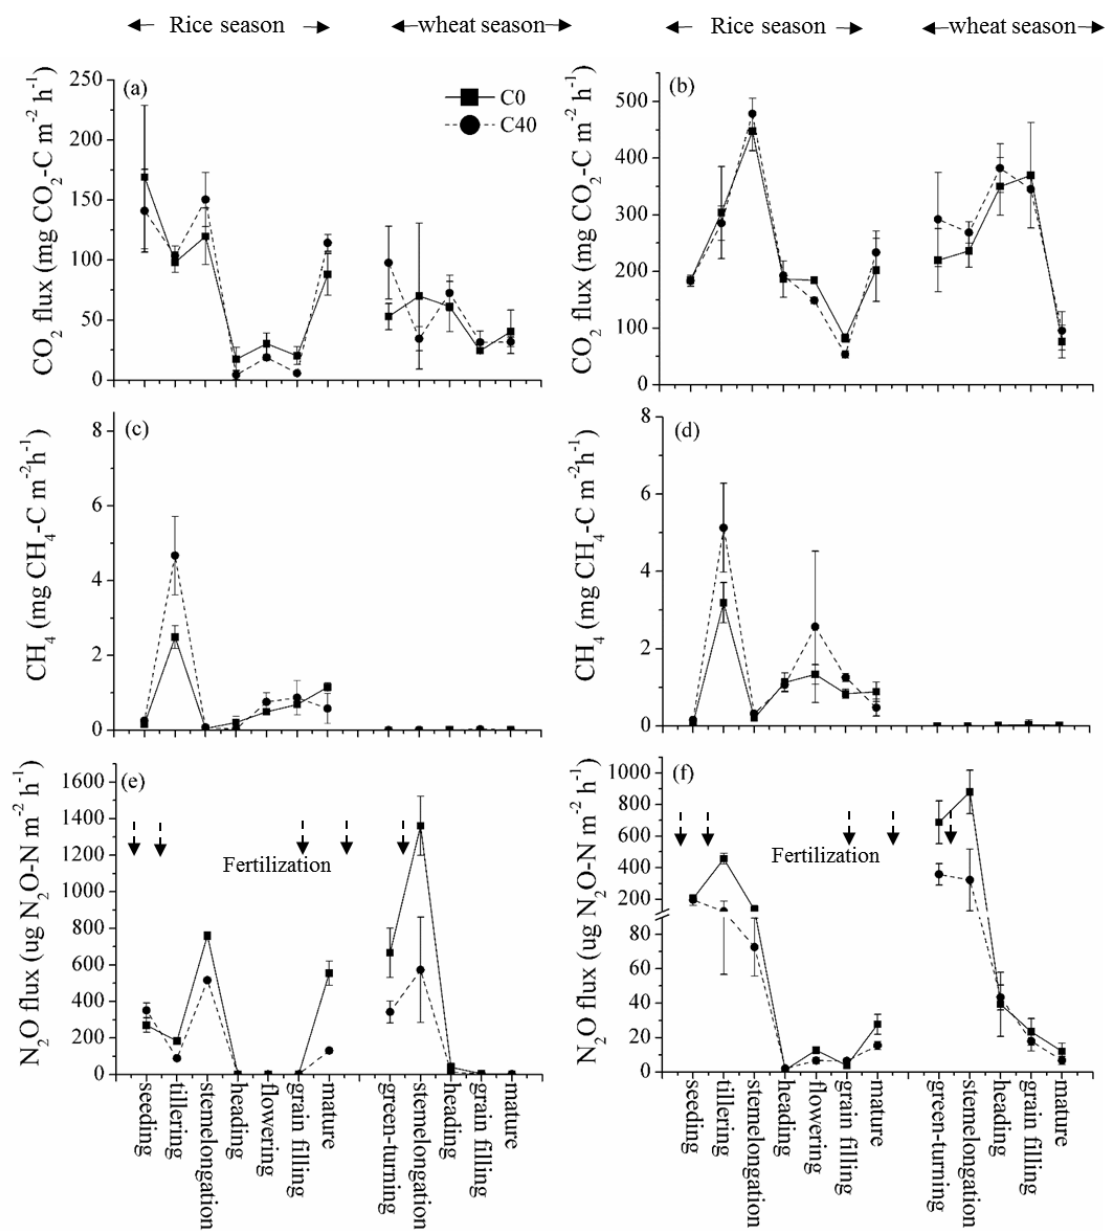 Rice season
wheat season
Rice season
wheat season
(a)
C0
C40
CO₂ flux (mg CO₂-C m⁻² h⁻¹)
250
200
150
100
50
0
(b)
CO₂ flux (mg CO₂-C m⁻² h⁻¹)
500
400
300
200
100
0
(c)
CH₄ (mg CH₄-C m⁻²h⁻¹)
8
6
4
2
0
(d)
CH₄ (mg CH₄-C m⁻²h⁻¹)
8
6
4
2
0
(e)
Fertilization
N₂O flux (ug N₂O-N m⁻² h⁻¹)
1600
1400
1200
1000
800
600
400
200
0
(f)
Fertilization
N₂O flux (ug N₂O-N m⁻² h⁻¹)
1000
800
600
400
200
80
60
40
20
0
seeding
tillering
stemelongation
heading
flowering
grain filling
mature
green-turning
stemelongation
heading
grain filling
mature
seeding
tillering
stemelongation
heading
flowering
grain filling
mature
green-turning
stemelongation
heading
grain filling
mature